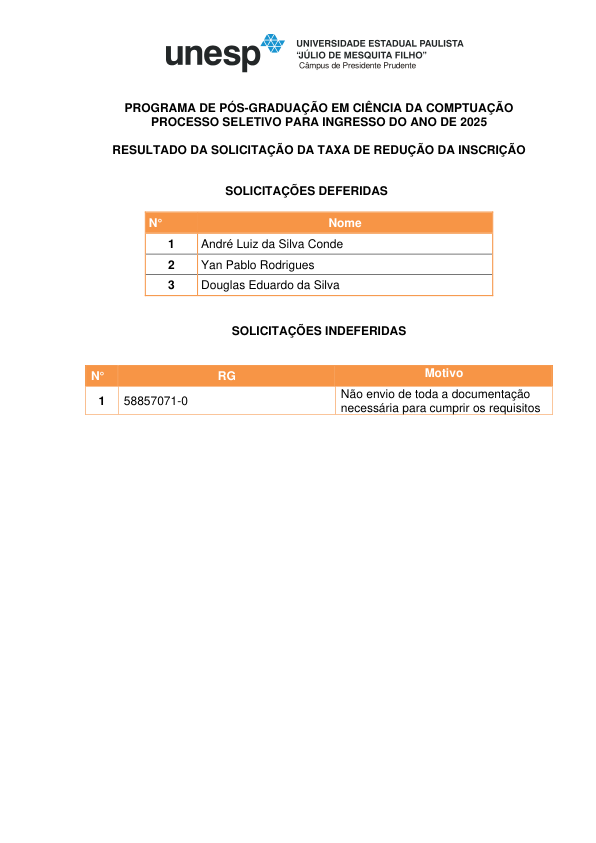 unesp
UNIVERSIDADE ESTADUAL PAULISTA
“JÚLIO DE MESQUITA FILHO”
Câmpus de Presidente Prudente
PROGRAMA DE PÓS-GRADUAÇÃO EM CIÊNCIA DA COMPTUAÇÃO
PROCESSO SELETIVO PARA INGRESSO DO ANO DE 2025
RESULTADO DA SOLICITAÇÃO DA TAXA DE REDUÇÃO DA INSCRIÇÃO
SOLICITAÇÕES DEFERIDAS
N° Nome
1 André Luiz da Silva Conde
2 Yan Pablo Rodrigues
3 Douglas Eduardo da Silva
SOLICITAÇÕES INDEFERIDAS
N° RG Motivo
1 58857071-0 Não envio de toda a documentação
necessária para cumprir os requisitos